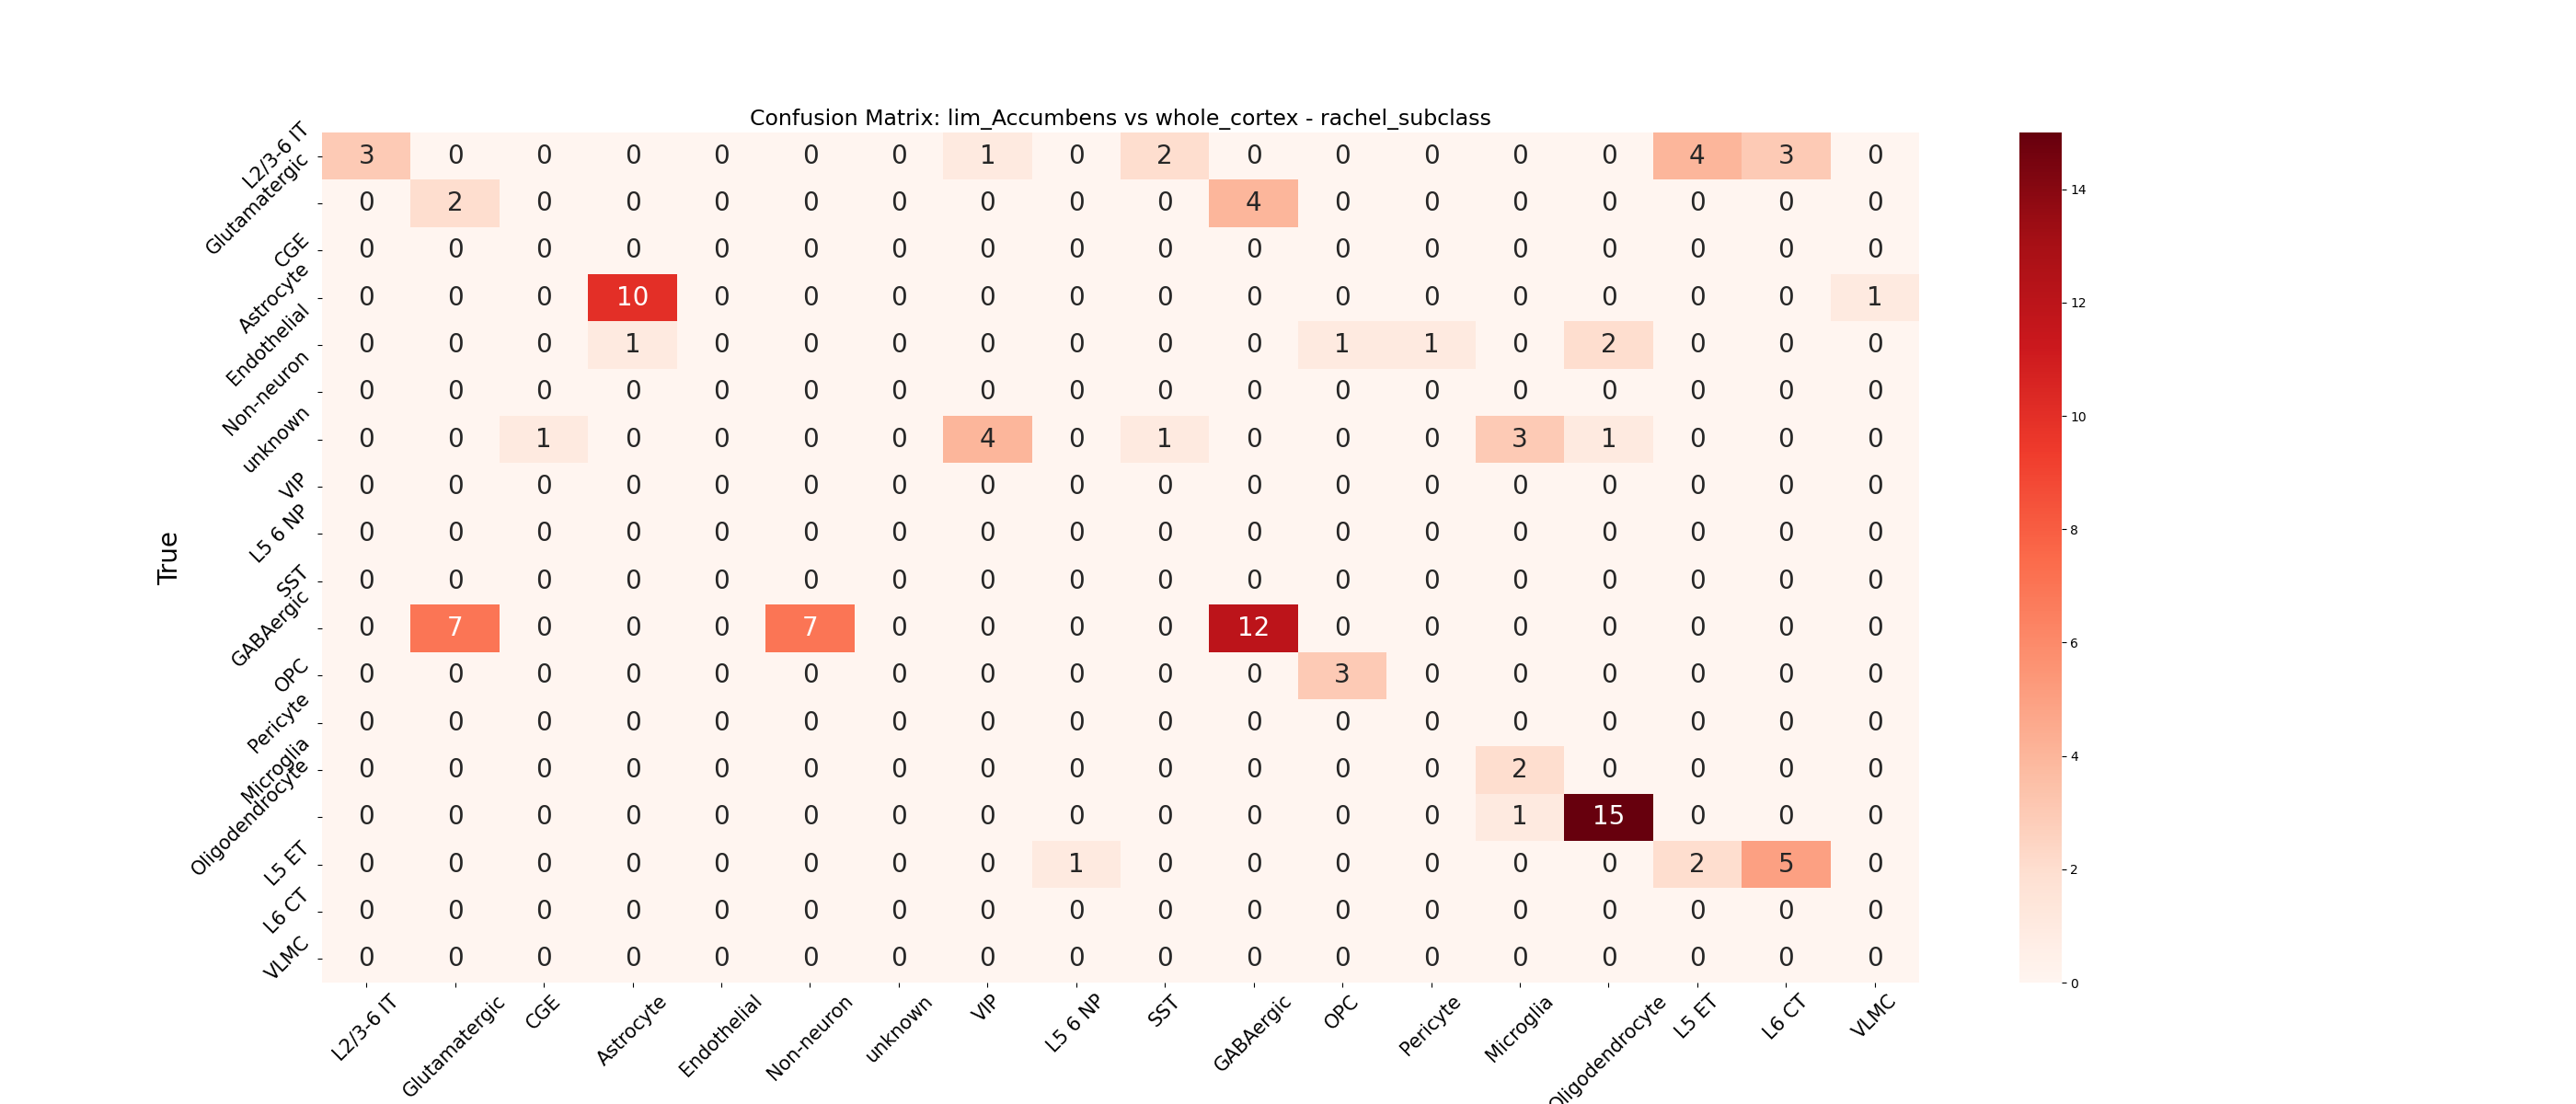 Confusion Matrix: lim_Accumbens vs whole_cortex - rachel_subclass
True
L2/3-6 IT 3 0 0 0 0 0 0 1 0 2 0 0 0 0 0 4 3 0
Glutamatergic 0 2 0 0 0 0 0 0 0 0 4 0 0 0 0 0 0 0
CGE 0 0 0 0 0 0 0 0 0 0 0 0 0 0 0 0 0 0
Astrocyte 0 0 0 10 0 0 0 0 0 0 0 0 0 0 0 0 0 1
Endothelial 0 0 0 1 0 0 0 0 0 0 0 1 1 0 2 0 0 0
Non-neuron 0 0 0 0 0 0 0 0 0 0 0 0 0 0 0 0 0 0
unknown 0 0 1 0 0 0 0 4 0 1 0 0 0 3 1 0 0 0
VIP 0 0 0 0 0 0 0 0 0 0 0 0 0 0 0 0 0 0
L5 6 NP 0 0 0 0 0 0 0 0 0 0 0 0 0 0 0 0 0 0
SST 0 0 0 0 0 0 0 0 0 0 0 0 0 0 0 0 0 0
GABAergic 0 7 0 0 0 7 0 0 0 0 12 0 0 0 0 0 0 0
OPC 0 0 0 0 0 0 0 0 0 0 0 3 0 0 0 0 0 0
Pericyte 0 0 0 0 0 0 0 0 0 0 0 0 0 0 0 0 0 0
Microglia 0 0 0 0 0 0 0 0 0 0 0 0 0 2 0 0 0 0
Oligodendrocyte 0 0 0 0 0 0 0 0 0 0 0 0 0 1 15 0 0 0
L5 ET 0 0 0 0 0 0 0 0 1 0 0 0 0 0 0 2 5 0
L6 CT 0 0 0 0 0 0 0 0 0 0 0 0 0 0 0 0 0 0
VLMC 0 0 0 0 0 0 0 0 0 0 0 0 0 0 0 0 0 0
L2/3-6 IT Glutamatergic CGE Astrocyte Endothelial Non-neuron unknown VIP L5 6 NP SST GABAergic OPC Pericyte Microglia Oligodendrocyte L5 ET L6 CT VLMC
14
12
10
8
6
4
2
0